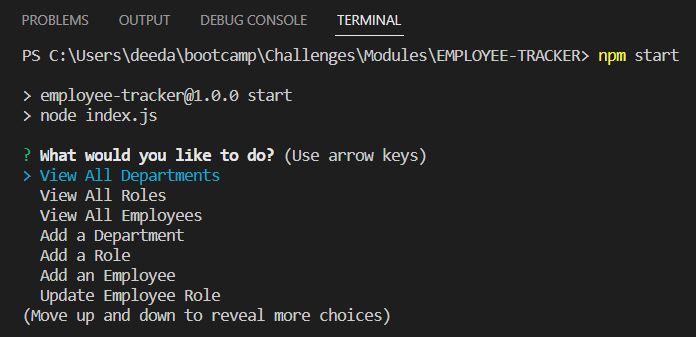 PROBLEMS OUTPUT DEBUG CONSOLE TERMINAL
PS C:\Users\deeda\bootcamp\Challenges\Modules\EMPLOYEE-TRACKER> npm start
> employee-tracker@1.0.0 start
> node index.js
? What would you like to do? (Use arrow keys)
> View All Departments
View All Roles
View All Employees
Add a Department
Add a Role
Add an Employee
Update Employee Role
(Move up and down to reveal more choices)